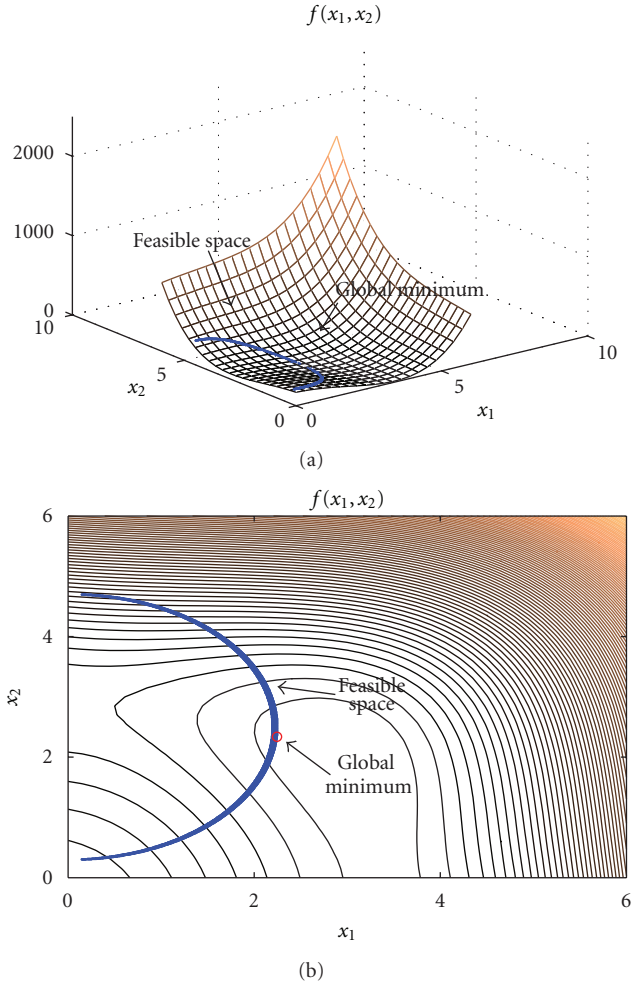 f(x1, x2)
2000
1000
0
10
Feasible space
Global minimum
5
x2
0
0
x1
5
10
(a)
f(x1, x2)
6
4
2
0
x2
Feasible
space
Global
minimum
0
2
4
6
x1
(b)